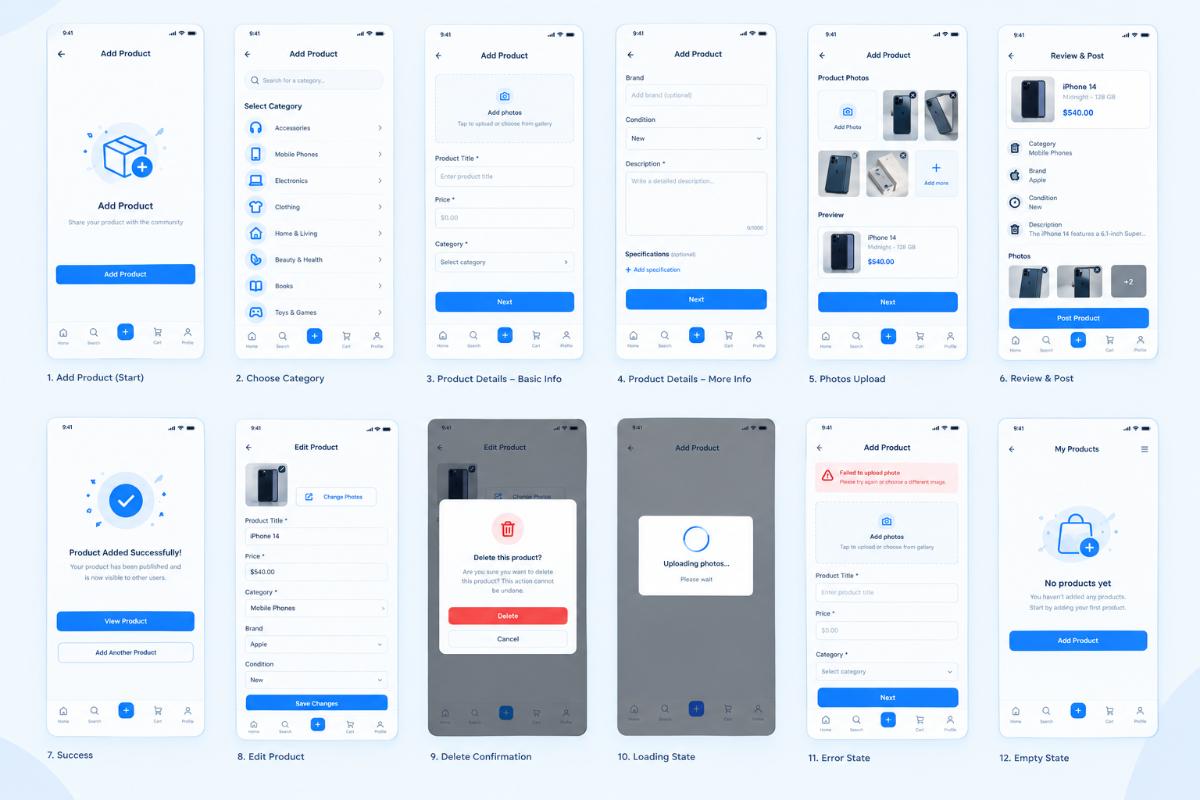 9:41
Add Product
Add Product
Share your product with the community
Add Product
Home
Search
Cart
Profile
1. Add Product (Start)
9:41
Add Product
Search for a category...
Select Category
Accessories
Mobile Phones
Electronics
Clothing
Home & Living
Beauty & Health
Books
Toys & Games
Home
Search
Cart
Profile
2. Choose Category
9:41
Add Product
Add photos
Tap to upload or choose from gallery
Product Title *
Enter product title
Price *
$0.00
Category *
Select category
Next
Home
Search
Cart
Profile
3. Product Details – Basic Info
9:41
Add Product
Brand
Add brand (optional)
Condition
New
Description *
Write a detailed description...
0/1000
Specifications (optional)
+ Add specification
Next
Home
Search
Cart
Profile
4. Product Details – More Info
9:41
Add Product
Product Photos
Add Photo
Add more
Preview
iPhone 14
Midnight - 128 GB
$540.00
Next
Home
Search
Cart
Profile
5. Photos Upload
9:41
Review & Post
iPhone 14
Midnight - 128 GB
$540.00
Category
Mobile Phones
Brand
Apple
Condition
New
Description
The iPhone 14 features a 6.1-inch Super...
Photos
+2
Post Product
Home
Search
Cart
Profile
6. Review & Post
9:41
Product Added Successfully!
Your product has been published and
is now visible to other users.
View Product
Add Another Product
Home
Search
Cart
Profile
7. Success
9:41
Edit Product
Change Photos
Product Title *
iPhone 14
Price *
$540.00
Category *
Mobile Phones
Brand
Apple
Condition
New
Save Changes
Home
Search
Cart
Profile
8. Edit Product
9:41
Edit Product
Change Photos
Delete this product?
Are you sure you want to delete
this product? This action cannot
be undone.
Delete
Cancel
Home
Search
Cart
Profile
9. Delete Confirmation
9:41
Add Product
Uploading photos...
Please wait
Home
Search
Cart
Profile
10. Loading State
9:41
Add Product
Failed to upload photo
Please try again or choose a different image.
Add photos
Tap to upload or choose from gallery
Product Title *
Enter product title
Price *
$0.00
Category *
Select category
Next
Home
Search
Cart
Profile
11. Error State
9:41
My Products
No products yet
You haven't added any products.
Start by adding your first product.
Add Product
Home
Search
Cart
Profile
12. Empty State